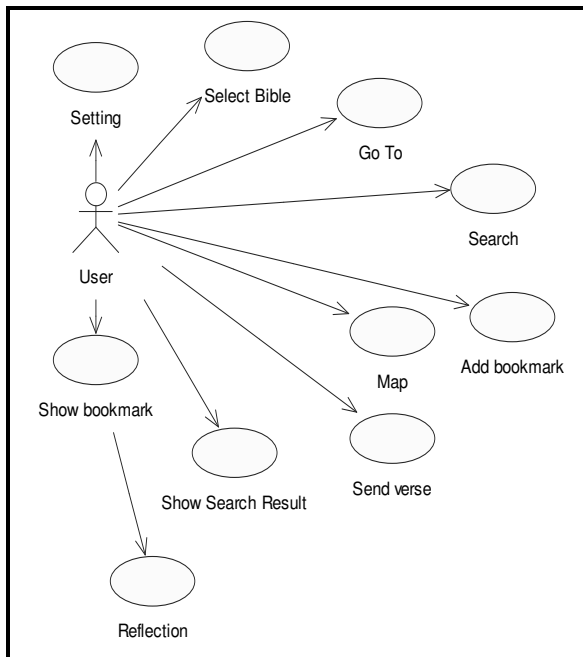 Select Bible
Setting
Go To
Search
User
Add bookmark
Map
Show bookmark
Send verse
Show Search Result
Reflection